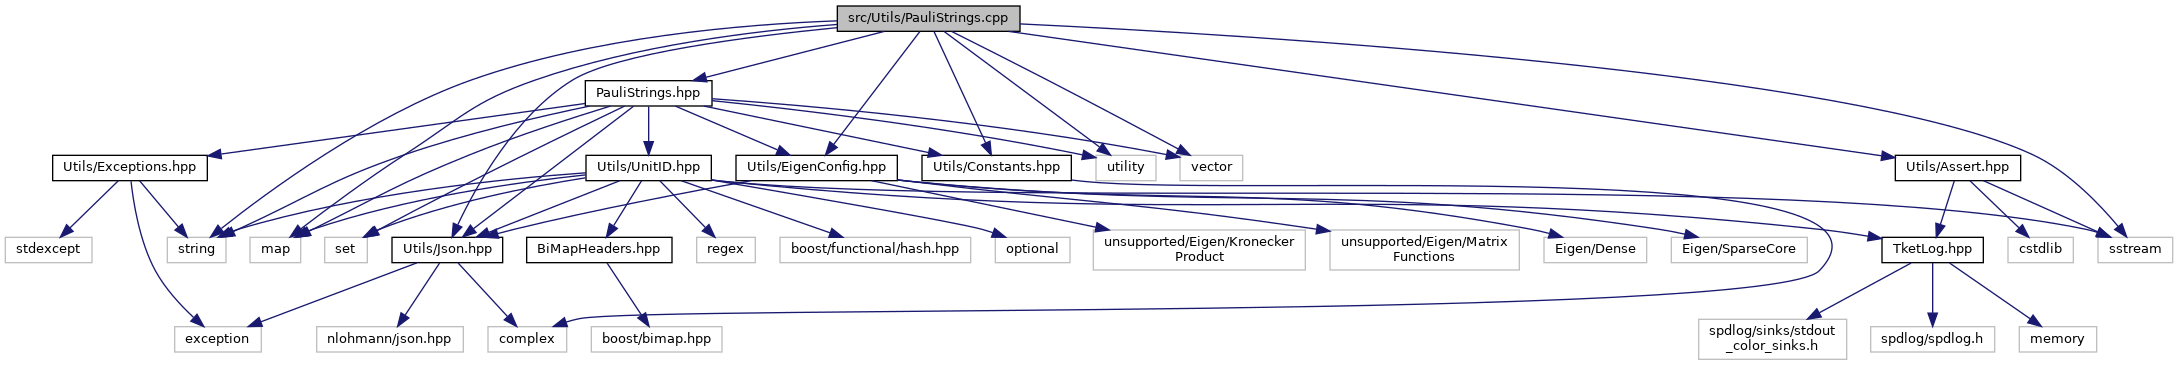 src/Utils/PauliStrings.cpp
PauliStrings.hpp
Utils/Exceptions.hpp
Utils/UnitID.hpp
Utils/EigenConfig.hpp
Utils/Constants.hpp
utility
vector
Utils/Assert.hpp
stdexcept
string
map
set
Utils/Json.hpp
BiMapHeaders.hpp
regex
boost/functional/hash.hpp
optional
unsupported/Eigen/Kronecker
Product
unsupported/Eigen/Matrix
Functions
Eigen/Dense
Eigen/SparseCore
TketLog.hpp
cstdlib
sstream
exception
nlohmann/json.hpp
complex
boost/bimap.hpp
spdlog/sinks/stdout
_color_sinks.h
spdlog/spdlog.h
memory